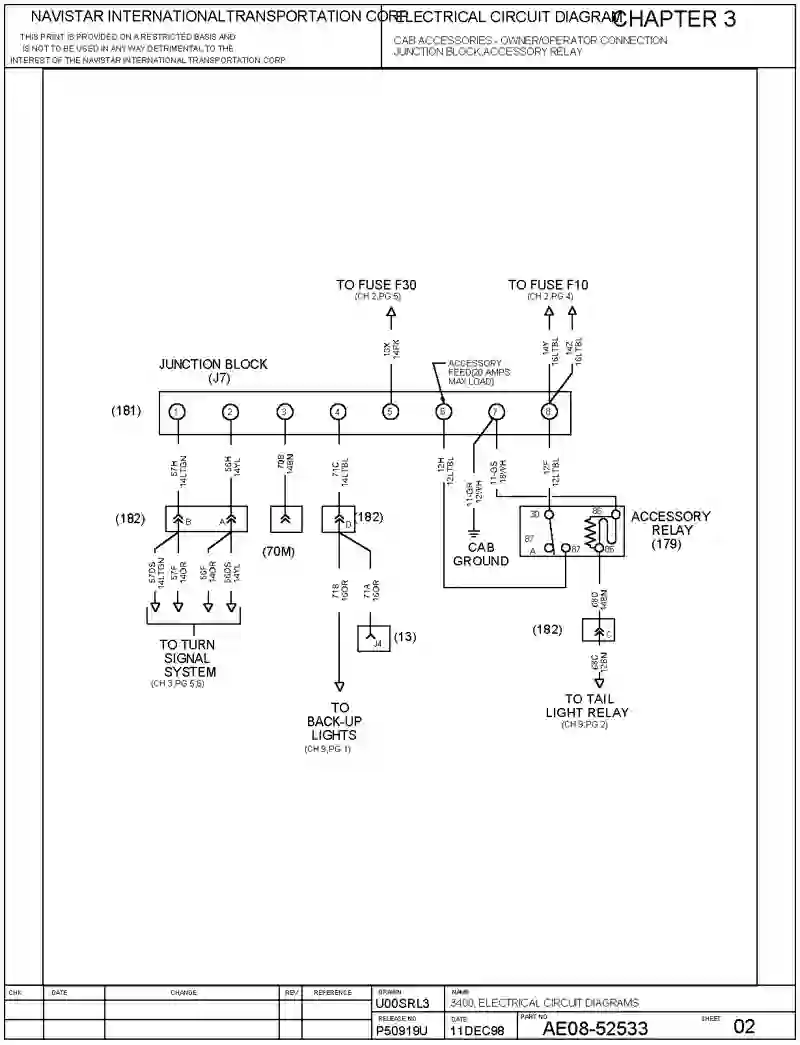 NAVISTAR INTERNATIONALTRANSPORTATION CORP.
ELECTRICAL CIRCUIT DIAGRAM
CHAPTER 3
THIS PRINT IS PROVIDED ON A RESTRICTED BASIS AND
IS NOT TO BE USED IN ANY WAY DETRIMENTAL TO THE
INTEREST OF THE NAVISTAR INTERNATIONAL TRANSPORTATION CORP
CAB ACCESSORIES - OWNER/OPERATOR CONNECTION
JUNCTION BLOCK,ACCESSORY RELAY
TO FUSE F30
(CH 2,PG 5)
TO FUSE F10
(CH 2,PG 4)
13X
14PK
14Y
16LTBL
14Z
16LTBL
JUNCTION BLOCK
(J7)
ACCESSORY
FEED(20 AMPS
MAX LOAD)
(181)
1 2 3 4 5 6 7 8
57H
14LTGN
56H
14YL
70B
14BN
71C
14LTBL
12H
12LTBL
11-GR
12WH
11-GS
18WH
12F
12LTBL
(182)
B
A
(70M)
D
(182)
30
86
87
A
87
85
ACCESSORY
RELAY
(179)
CAB
GROUND
57DS
14LTGN
57F
14OR
56F
14OR
56DS
14YL
71B
16OR
71A
16OR
68D
14BN
J4
(13)
(182)
C
68C
12BN
TO TURN
SIGNAL
SYSTEM
(CH 3,PG 5,6)
TO
BACK-UP
LIGHTS
(CH 9,PG 1)
TO TAIL
LIGHT RELAY
(CH 9,PG 2)
CHK DATE CHANGE REV REFERENCE
DRAWN
U00SRL3
NAME
3400, ELECTRICAL CIRCUIT DIAGRAMS
RELEASE NO
P50919U
DATE
11DEC98
PART NO
AE08-52533
SHEET
02